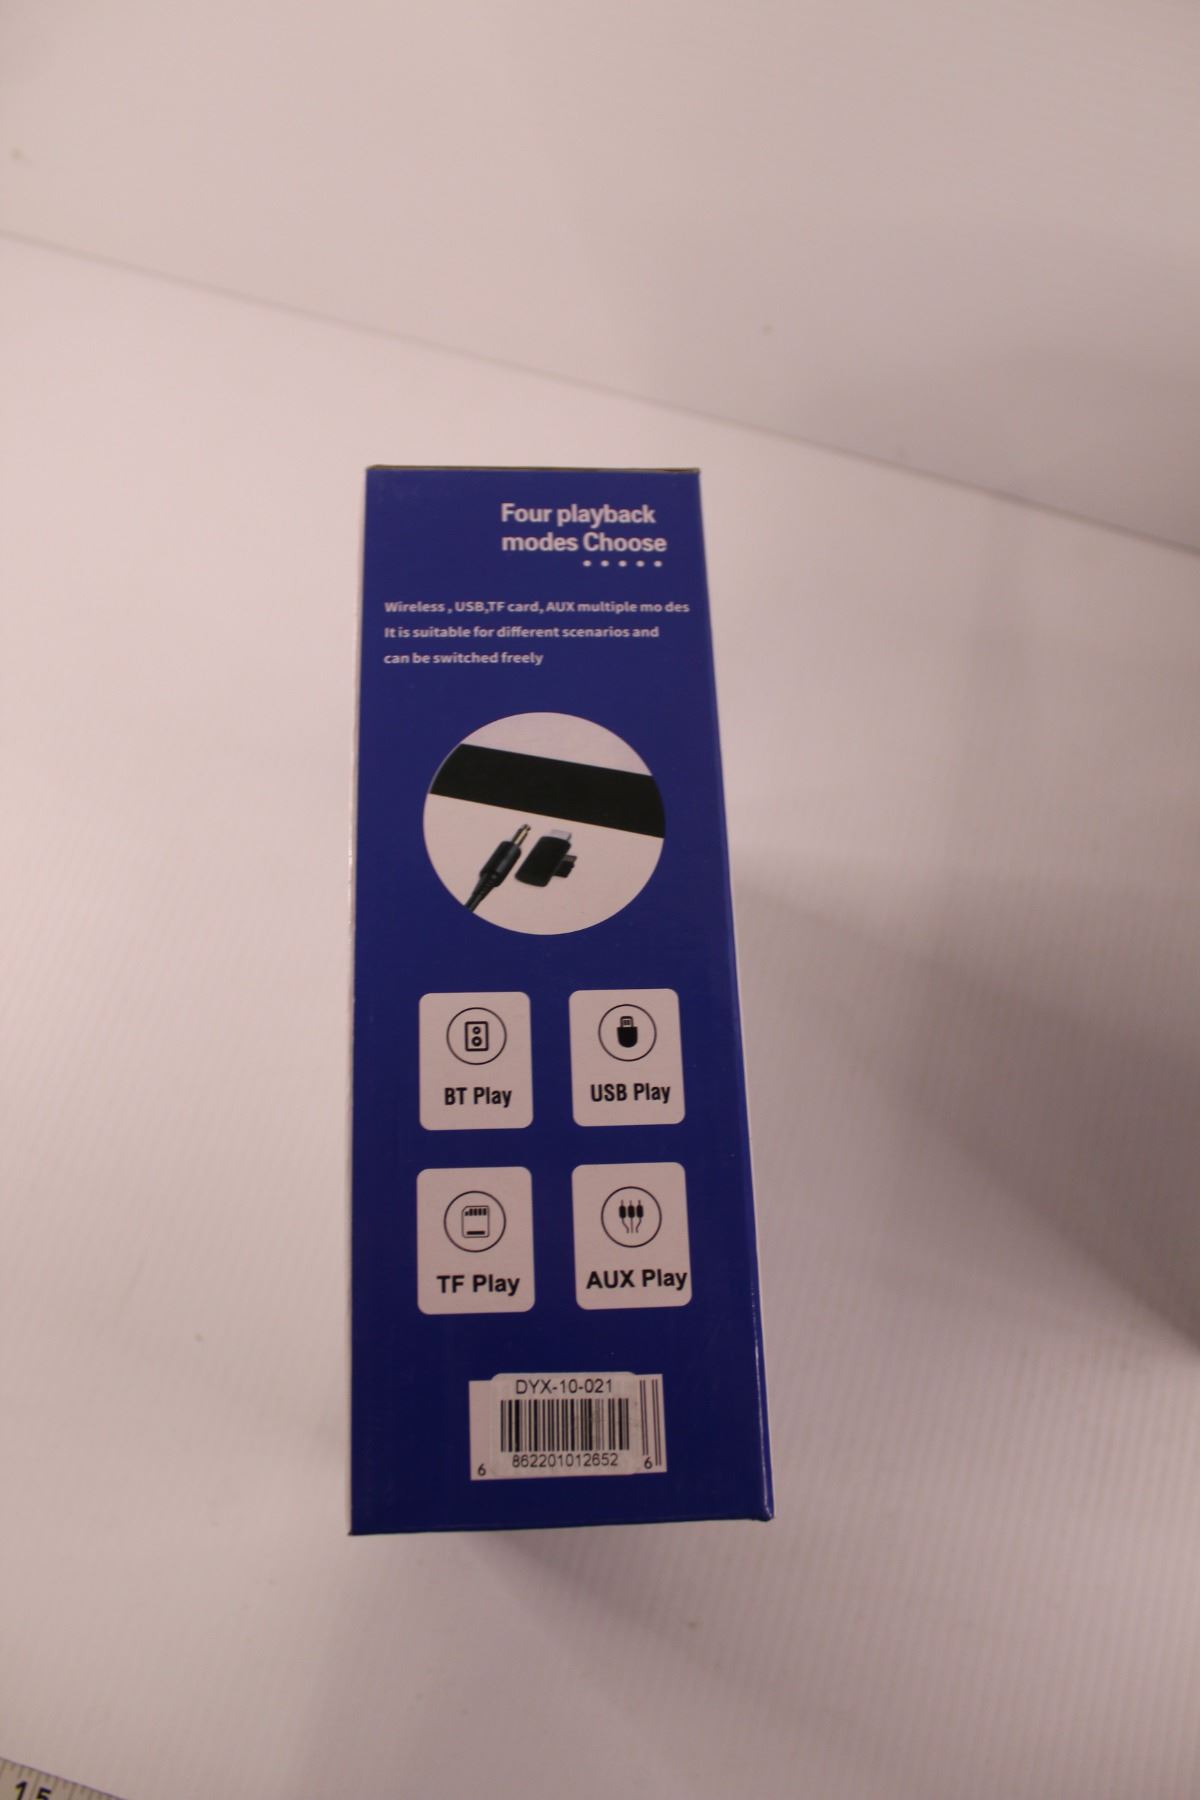 Four playback
modes Choose
Wireless , USB,TF card, AUX multiple mo des
It is suitable for different scenarios and
can be switched freely
BT Play
USB Play
TF Play
AUX Play
DYX-10-021
6 862201012652 6
15